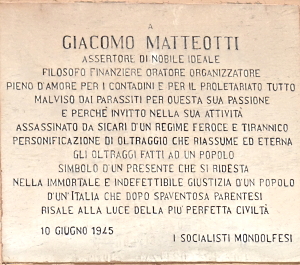 A
GIACOMO MATTEOTTI
ASSERTORE DI NOBILE IDEALE
FILOSOFO FINANZIERE ORATORE ORGANIZZATORE
PIENO D'AMORE PER I CONTADINI E PER IL PROLETARIATO TUTTO
MALVISO DAI PARASSITI PER QUESTA SUA PASSIONE
E PERCHÈ INVITTO NELLA SUA ATTIVITÀ
ASSASSINATO DA SICARI D'UN REGIME FEROCE E TIRANNICO
PERSONIFICAZIONE DI OLTRAGGIO CHE RIASSUME ED ETERNA
GLI OLTRAGGI FATTI AD UN POPOLO
SIMBOLO D'UN PRESENTE CHE SI RIDESTA
NELLA IMMORTALE E INDEFETTIBILE GIUSTIZIA D'UN POPOLO
D'UN'ITALIA CHE DOPO SPAVENTOSA PARENTESI
RISALE ALLA LUCE DELLA PIU' PERFETTA CIVILTÀ
10 GIUGNO 1945
I SOCIALISTI MONDOLFESI